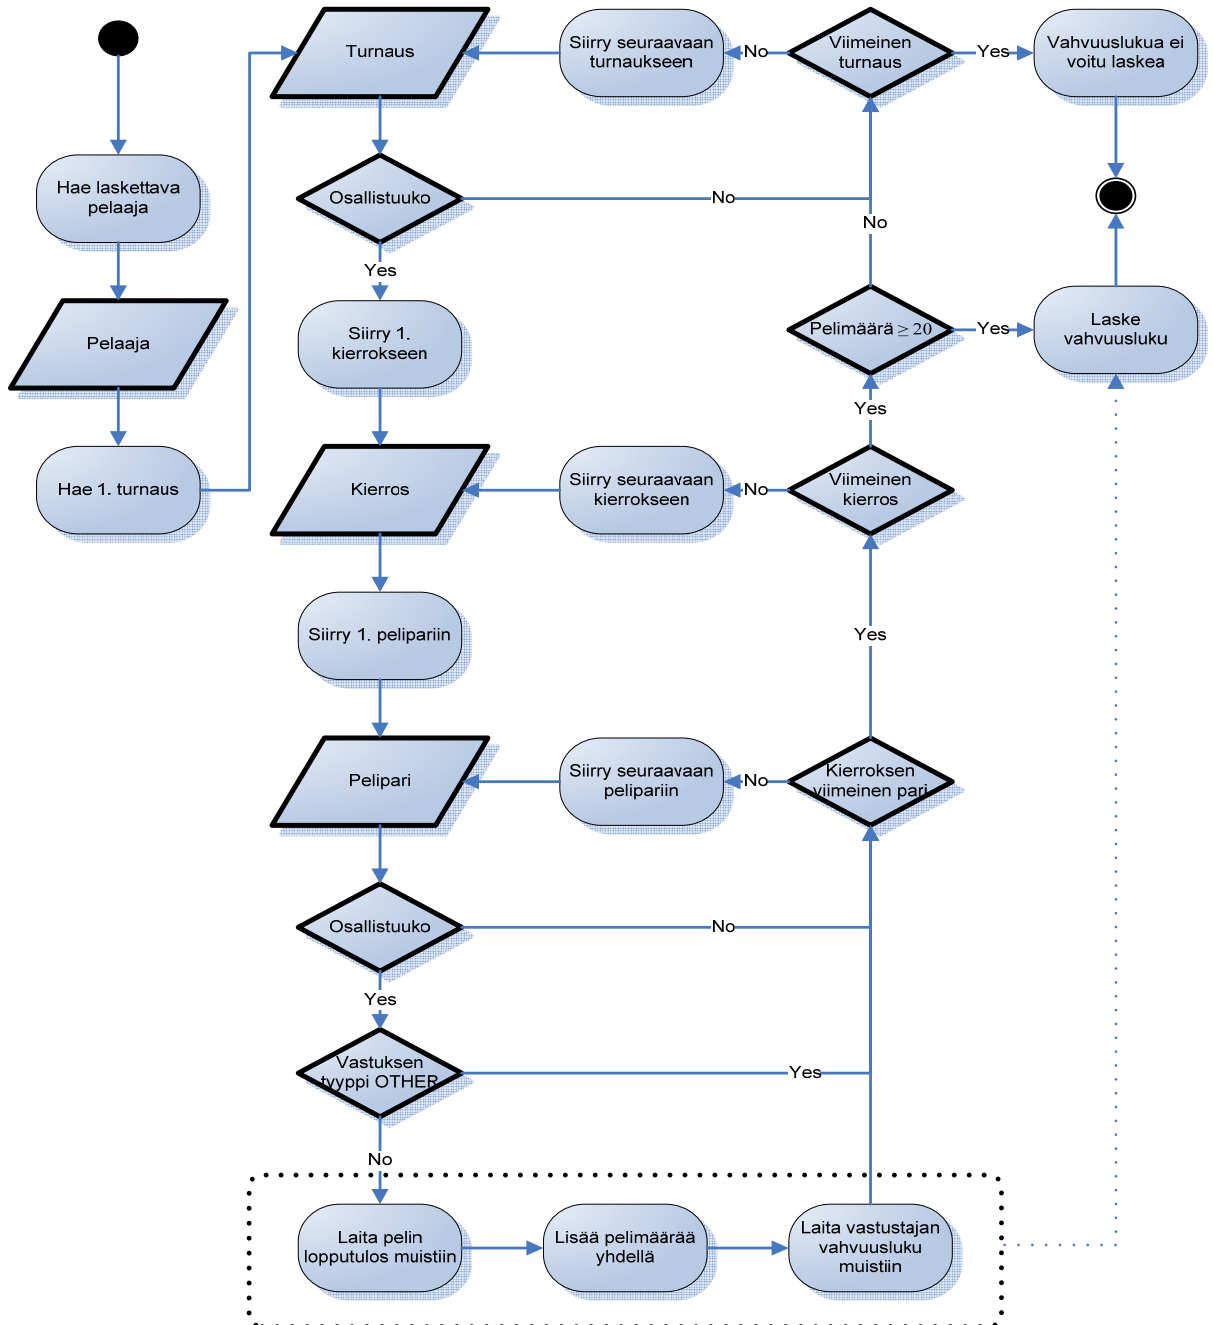 Turnaus
Siirry seuraavaan
turnaukseen
No
Viimeinen
turnaus
Yes
Vahvuuslukua ei
voitu laskea
Hae laskettava
pelaaja
Osallistuuko
No
No
Yes
Pelaaja
Siirry 1.
kierrokseen
Pelimäärä ≥ 20
Yes
Laske
vahvuusluku
Yes
Hae 1. turnaus
Kierros
Siirry seuraavaan
kierrokseen
No
Viimeinen
kierros
Siirry 1. pelipariin
Yes
Pelipari
Siirry seuraavaan
pelipariin
No
Kierroksen
viimeinen pari
Osallistuuko
No
Yes
Vastuksen
tyyppi OTHER
Yes
No
Laita pelin
lopputulos muistiin
Lisää pelimäärää
yhdellä
Laita vastustajan
vahvuusluku
muistiin